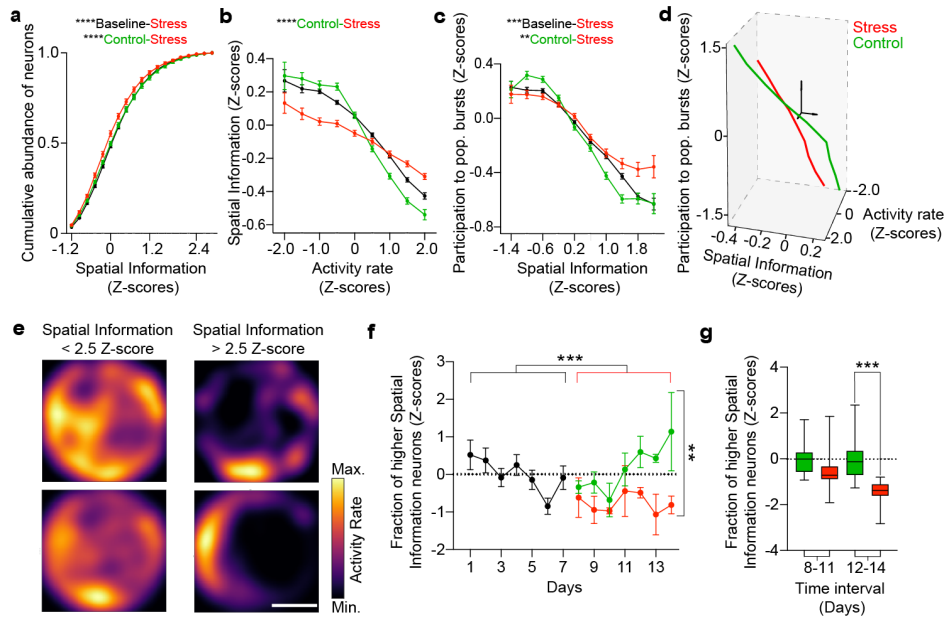 a
****Baseline-Stress
****Control-Stress
Cumulative abundance of neurons
1.0
0.5
0
-1.2
0
1.2
2.4
Spatial Information
(Z-scores)
b
****Control-Stress
Spatial Information (Z-scores)
0.4
0.2
0.0
-0.2
-0.4
-0.6
-2.0
-1.0
0.0
1.0
2.0
Activity rate
(Z-scores)
c
***Baseline-Stress
**Control-Stress
Participation to pop. bursts (Z-scores)
0.4
0.0
-0.4
-0.8
-1.4
-0.6
0.2
1.0
1.8
Spatial Information
(Z-scores)
d
Stress
Control
Participation to pop. bursts (Z-scores)
1.5
0
-1.5
-0.4
-0.2
0
0.2
Spatial Information
(Z-scores)
-2.0
0
2.0
Activity rate
(Z-scores)
e
Spatial Information
< 2.5 Z-score
Spatial Information
> 2.5 Z-score
Max.
Activity Rate
Min.
f
Fraction of higher Spatial
Information neurons (Z-scores)
3
2
1
0
-1
-2
***
**
1
3
5
7
9
11
13
Days
g
Fraction of higher Spatial
Information neurons (Z-scores)
4
2
0
-2
-4
***
8-11
12-14
Time interval
(Days)